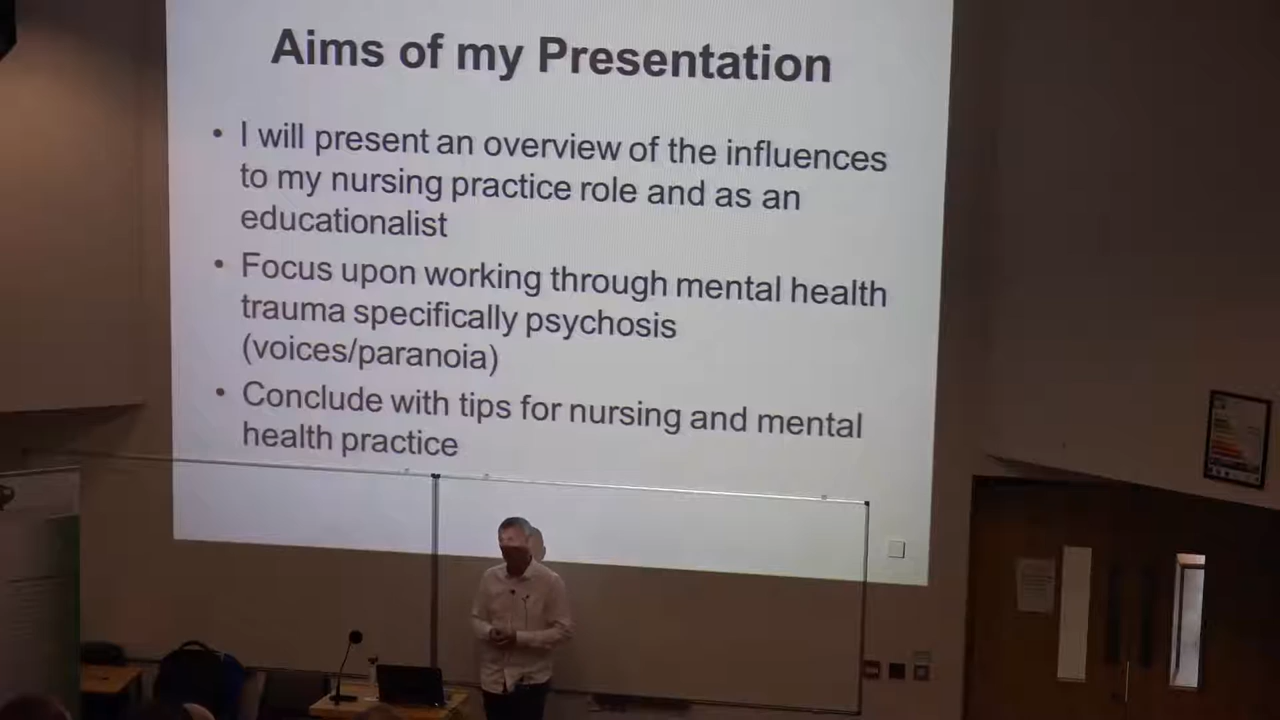 Aims of my Presentation
• I will present an overview of the influences
to my nursing practice role and as an
educationalist
• Focus upon working through mental health
trauma specifically psychosis
(voices/paranoia)
• Conclude with tips for nursing and mental
health practice